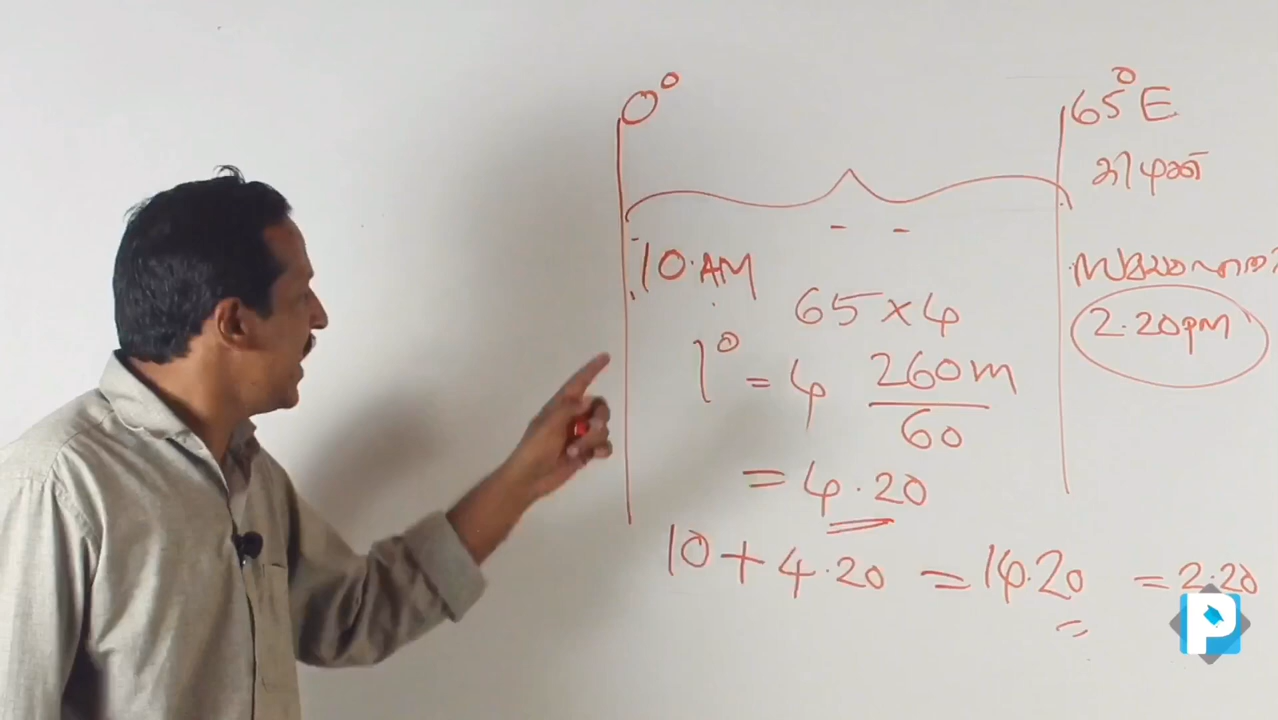 0° 65° E
കിഴക്ക്
10.AM
65 x 4
1° = 4
260m
60
2.20pm
= 4.20
10 + 4.20 = 14.20 = 2.20
P